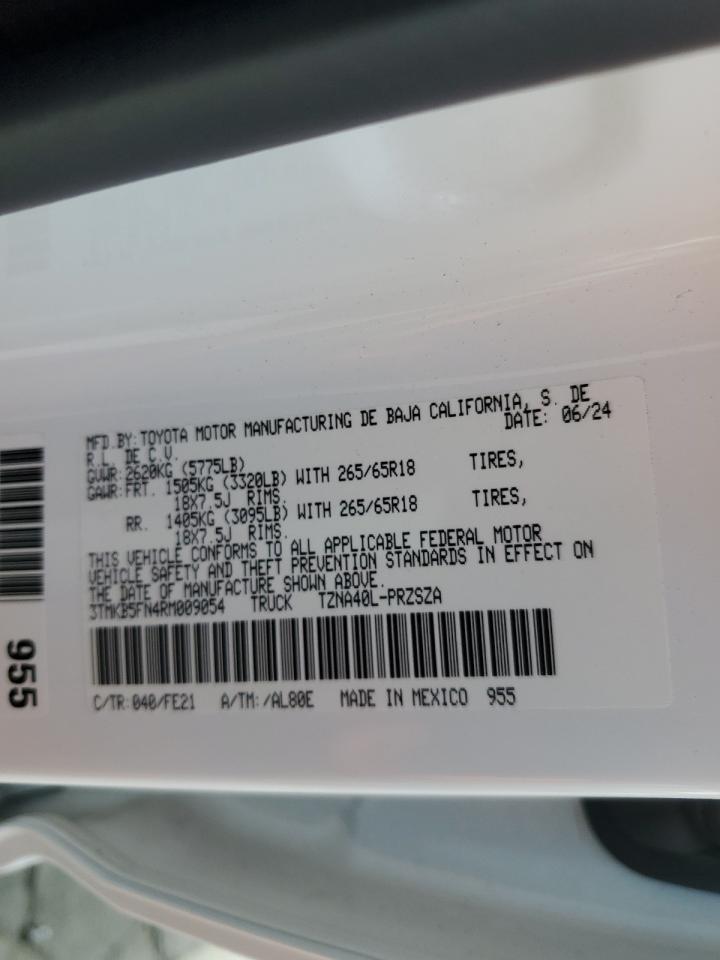 MFD.BY:TOYOTA MOTOR MANUFACTURING DE BAJA CALIFORNIA, S. DE
R.L. DE C.V. DATE: 06/24
GVWR:2620KG (5775LB)
GAWR:FRT. 1505KG (3320LB) WITH 265/65R18 TIRES,
18X7.5J RIMS.
RR. 1405KG (3095LB) WITH 265/65R18 TIRES,
18X7.5J RIMS.
THIS VEHICLE CONFORMS TO ALL APPLICABLE FEDERAL MOTOR
VEHICLE SAFETY AND THEFT PREVENTION STANDARDS IN EFFECT ON
THE DATE OF MANUFACTURE SHOWN ABOVE.
3TMKB5FN4RM009054 TRUCK TZNA40L-PRZSZA
C/TR:040/FE21 A/TM:/AL80E MADE IN MEXICO 955
955